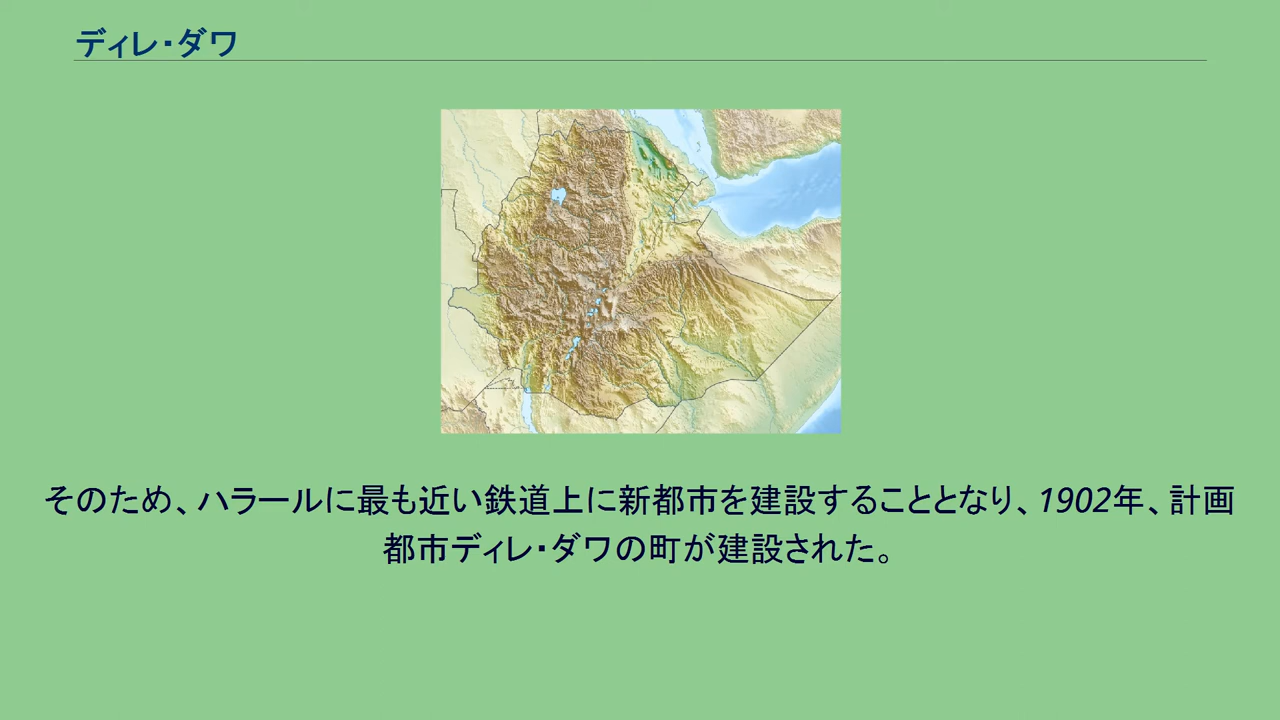 ディレ・ダワ
そのため、ハラールに最も近い鉄道上に新都市を建設することとなり、1902年、計画
都市ディレ・ダワの町が建設された。